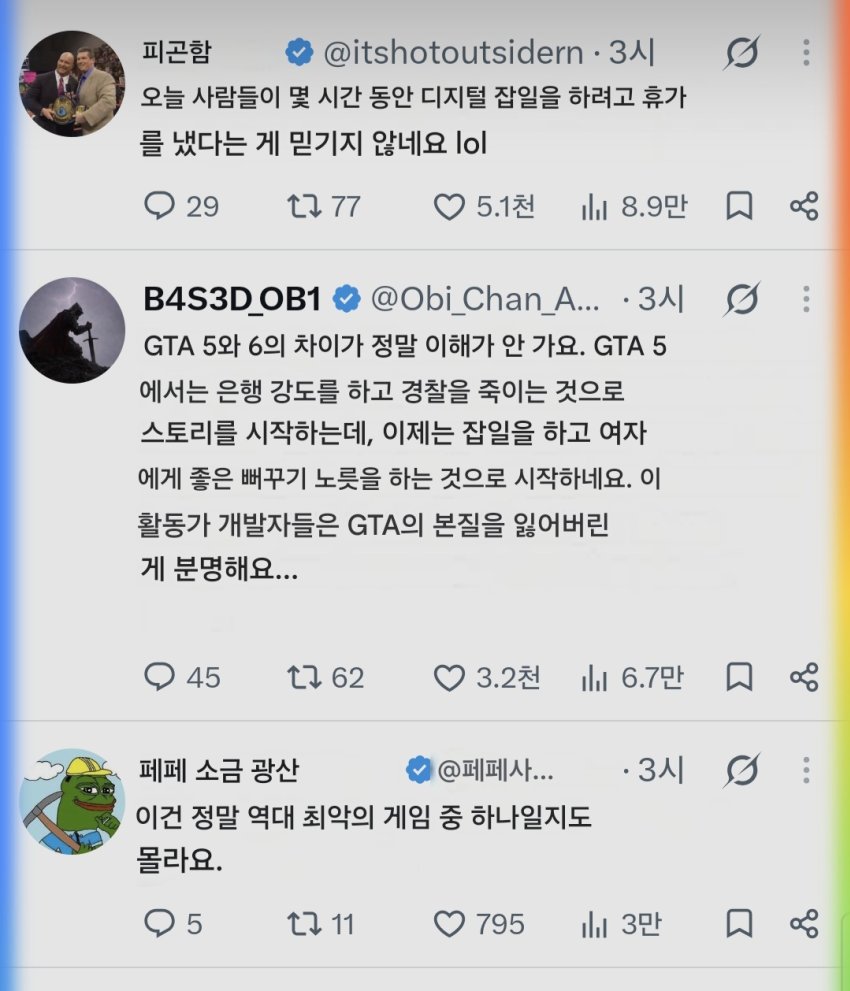 피곤함 @itshotoutsidern · 3시
오늘 사람들이 몇 시간 동안 디지털 잡일을 하려고 휴가
를 냈다는 게 믿기지 않네요 lol
29 77 5.1천 8.9만
B4S3D_OB1 @Obi_Chan_A... · 3시
GTA 5와 6의 차이가 정말 이해가 안 가요. GTA 5
에서는 은행 강도를 하고 경찰을 죽이는 것으로
스토리를 시작하는데, 이제는 잡일을 하고 여자
에게 좋은 뻐꾸기 노릇을 하는 것으로 시작하네요. 이
활동가 개발자들은 GTA의 본질을 잃어버린
게 분명해요...
45 62 3.2천 6.7만
페페 소금 광산 @페페사... · 3시
이건 정말 역대 최악의 게임 중 하나일지도
몰라요.
5 11 795 3만